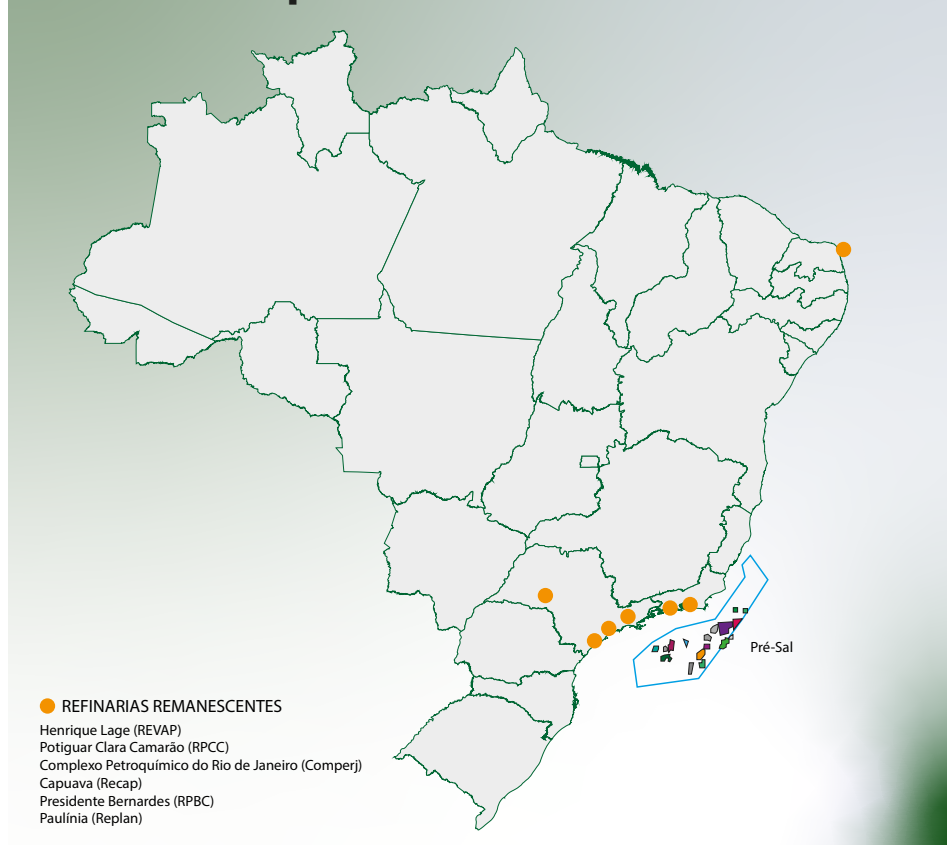 Pré-Sal
REFINARIAS REMANESCENTES
Henrique Lage (REVAP)
Potiguar Clara Camarão (RPCC)
Complexo Petroquímico do Rio de Janeiro (Comperj)
Capuava (Recap)
Presidente Bernardes (RPBC)
Paulínia (Replan)